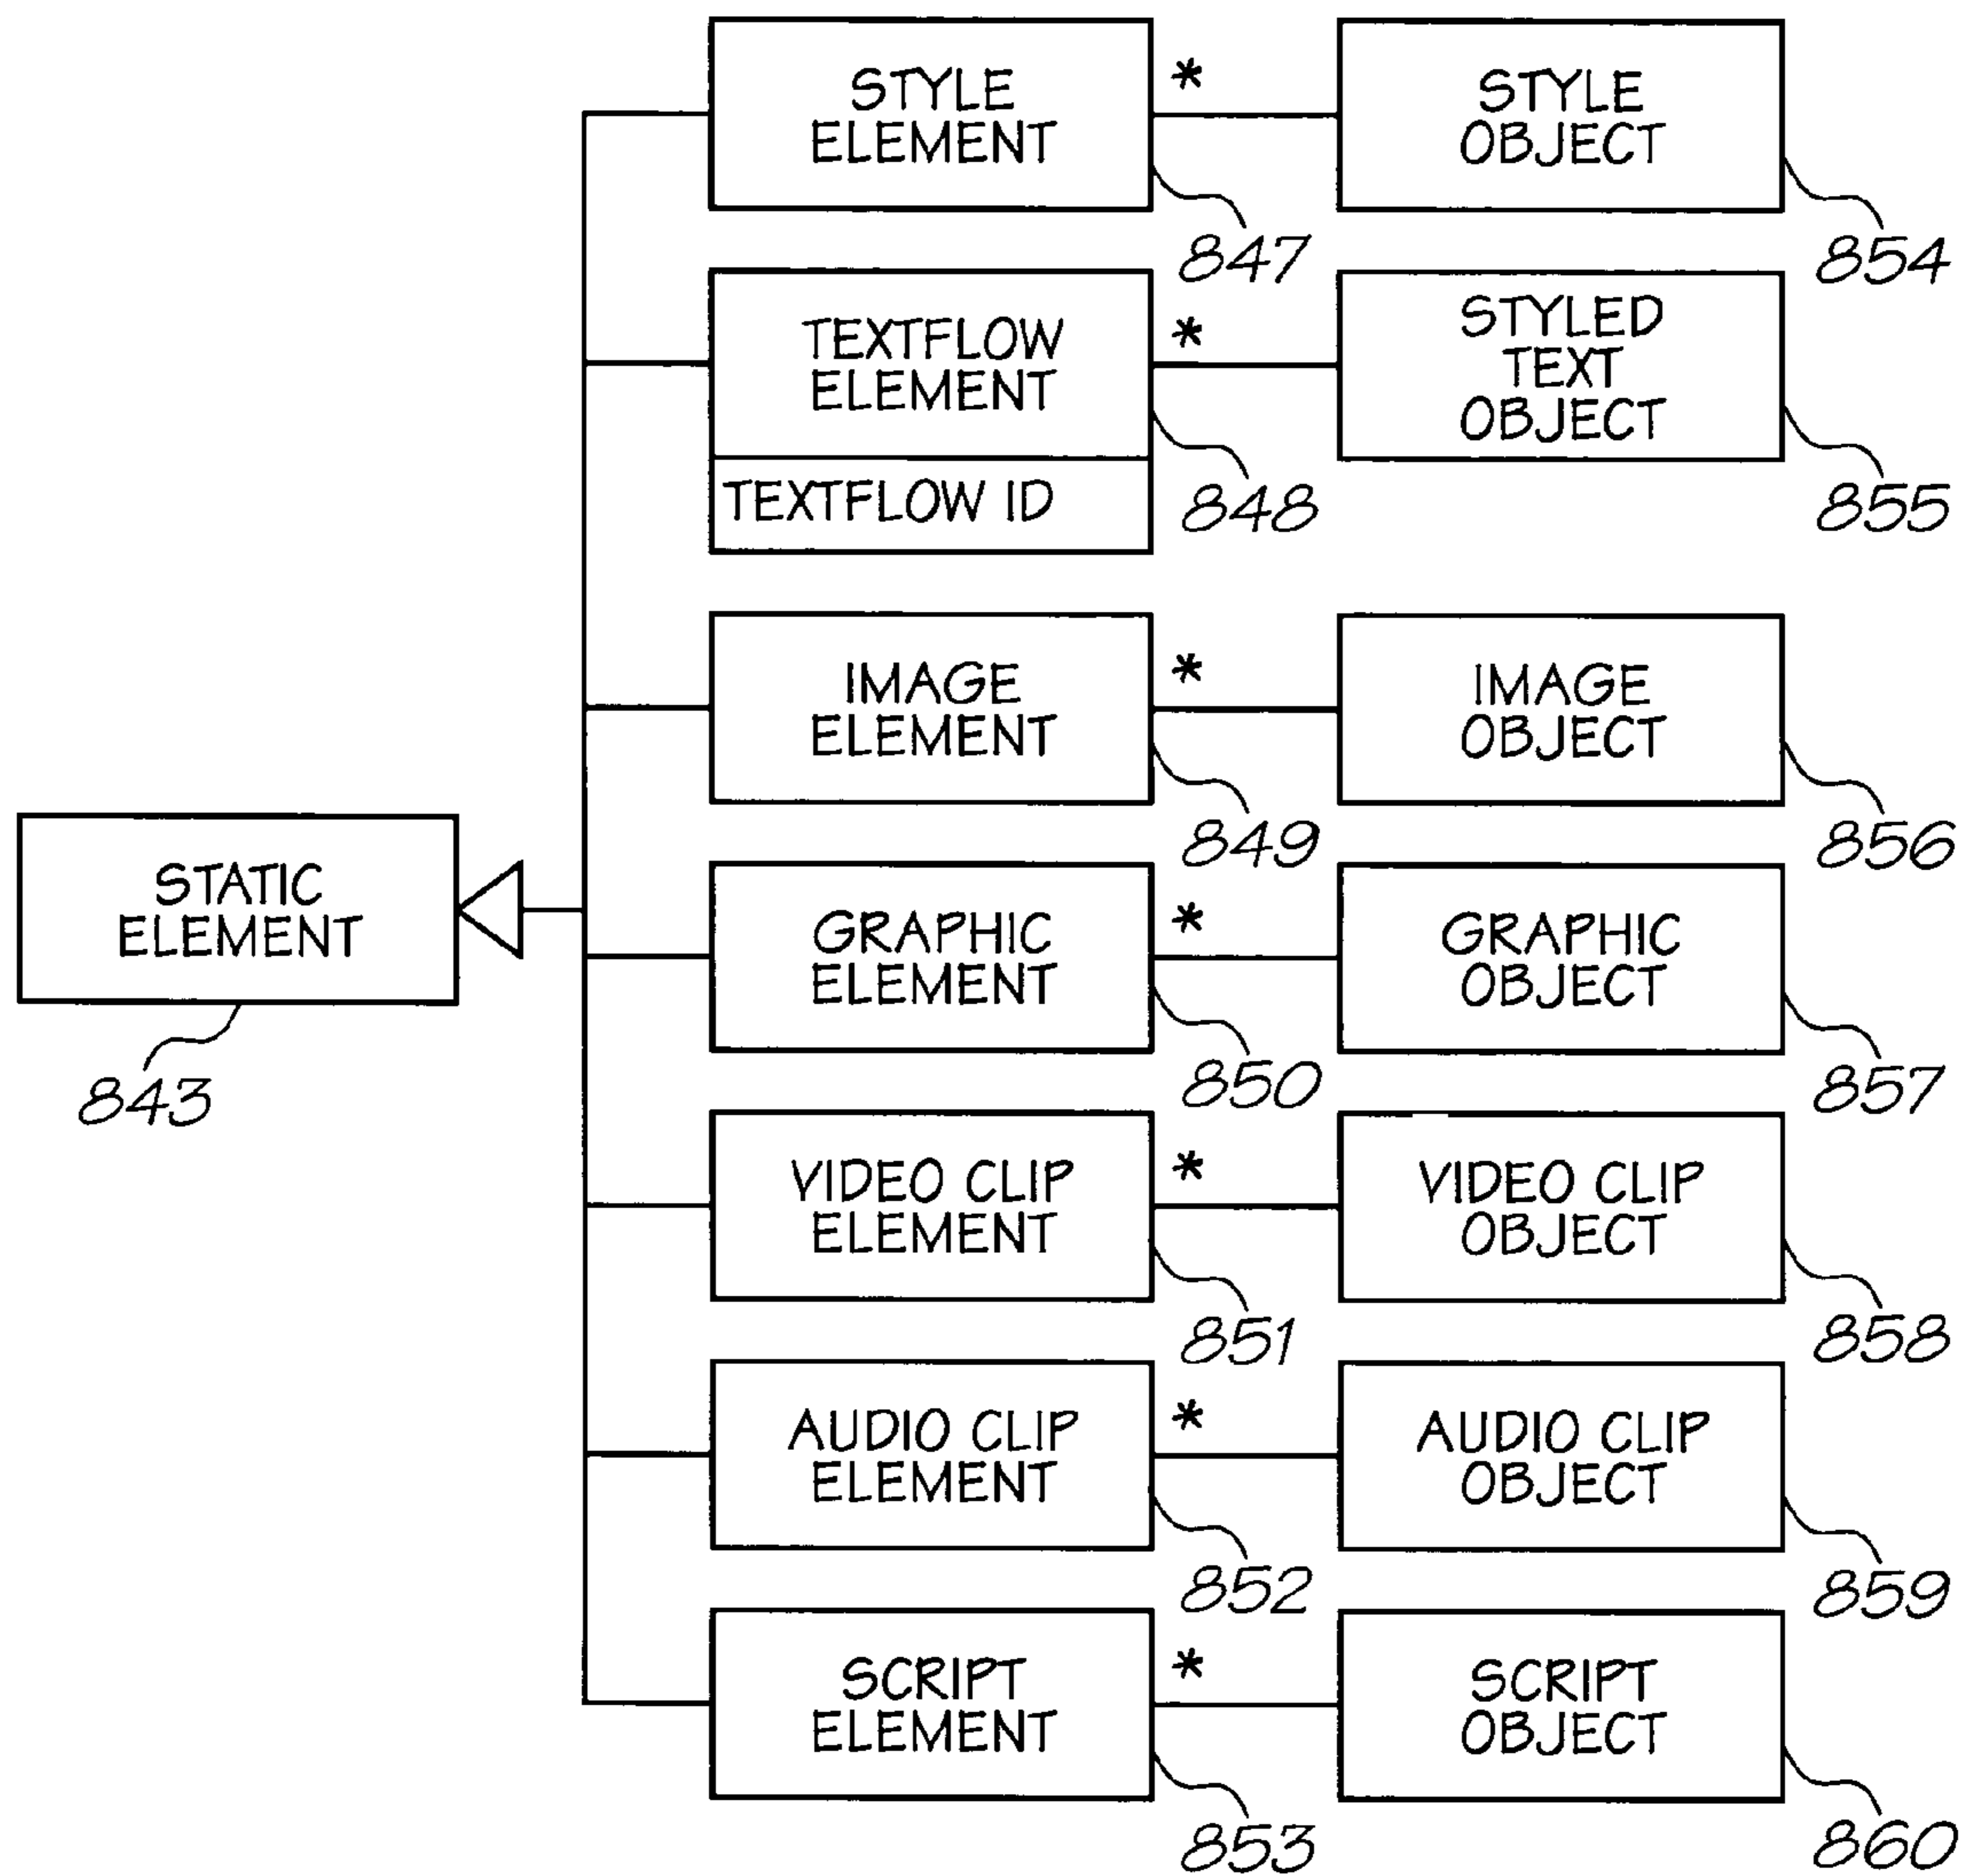 STYLE
ELEMENT
*
STYLE
OBJECT
847
854
TEXTFLOW
ELEMENT
TEXTFLOW ID
*
STYLED
TEXT
OBJECT
848
855
IMAGE
ELEMENT
*
IMAGE
OBJECT
849
856
STATIC
ELEMENT
843
GRAPHIC
ELEMENT
*
GRAPHIC
OBJECT
850
857
VIDEO CLIP
ELEMENT
*
VIDEO CLIP
OBJECT
851
858
AUDIO CLIP
ELEMENT
*
AUDIO CLIP
OBJECT
852
859
SCRIPT
ELEMENT
*
SCRIPT
OBJECT
853
860